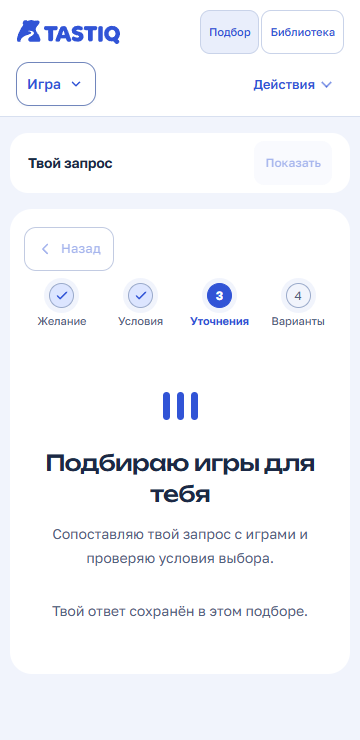 TASTIQ
Подбор
Библиотека
Игра
Действия
Твой запрос
Показать
Назад
3
4
Желание
Условия
Уточнения
Варианты
Подбираю игры для
тебя
Сопоставляю твой запрос с играми и
проверяю условия выбора.
Твой ответ сохранён в этом подборе.